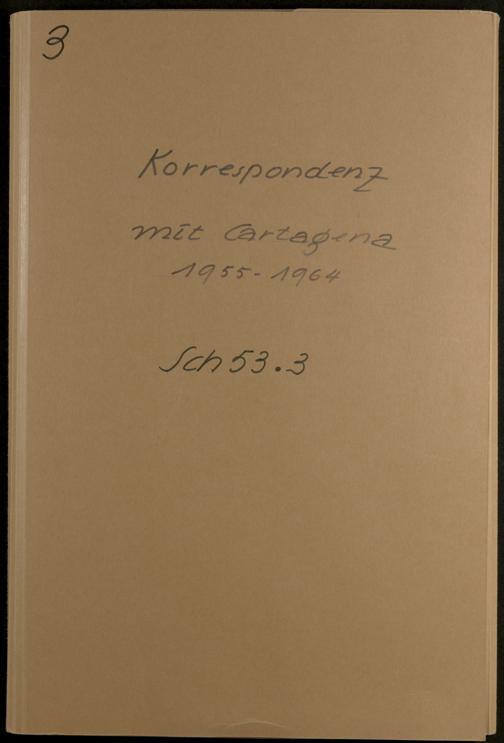 3
Korrespondenz
mit Cartagena
1955-1964
Sch 53.3